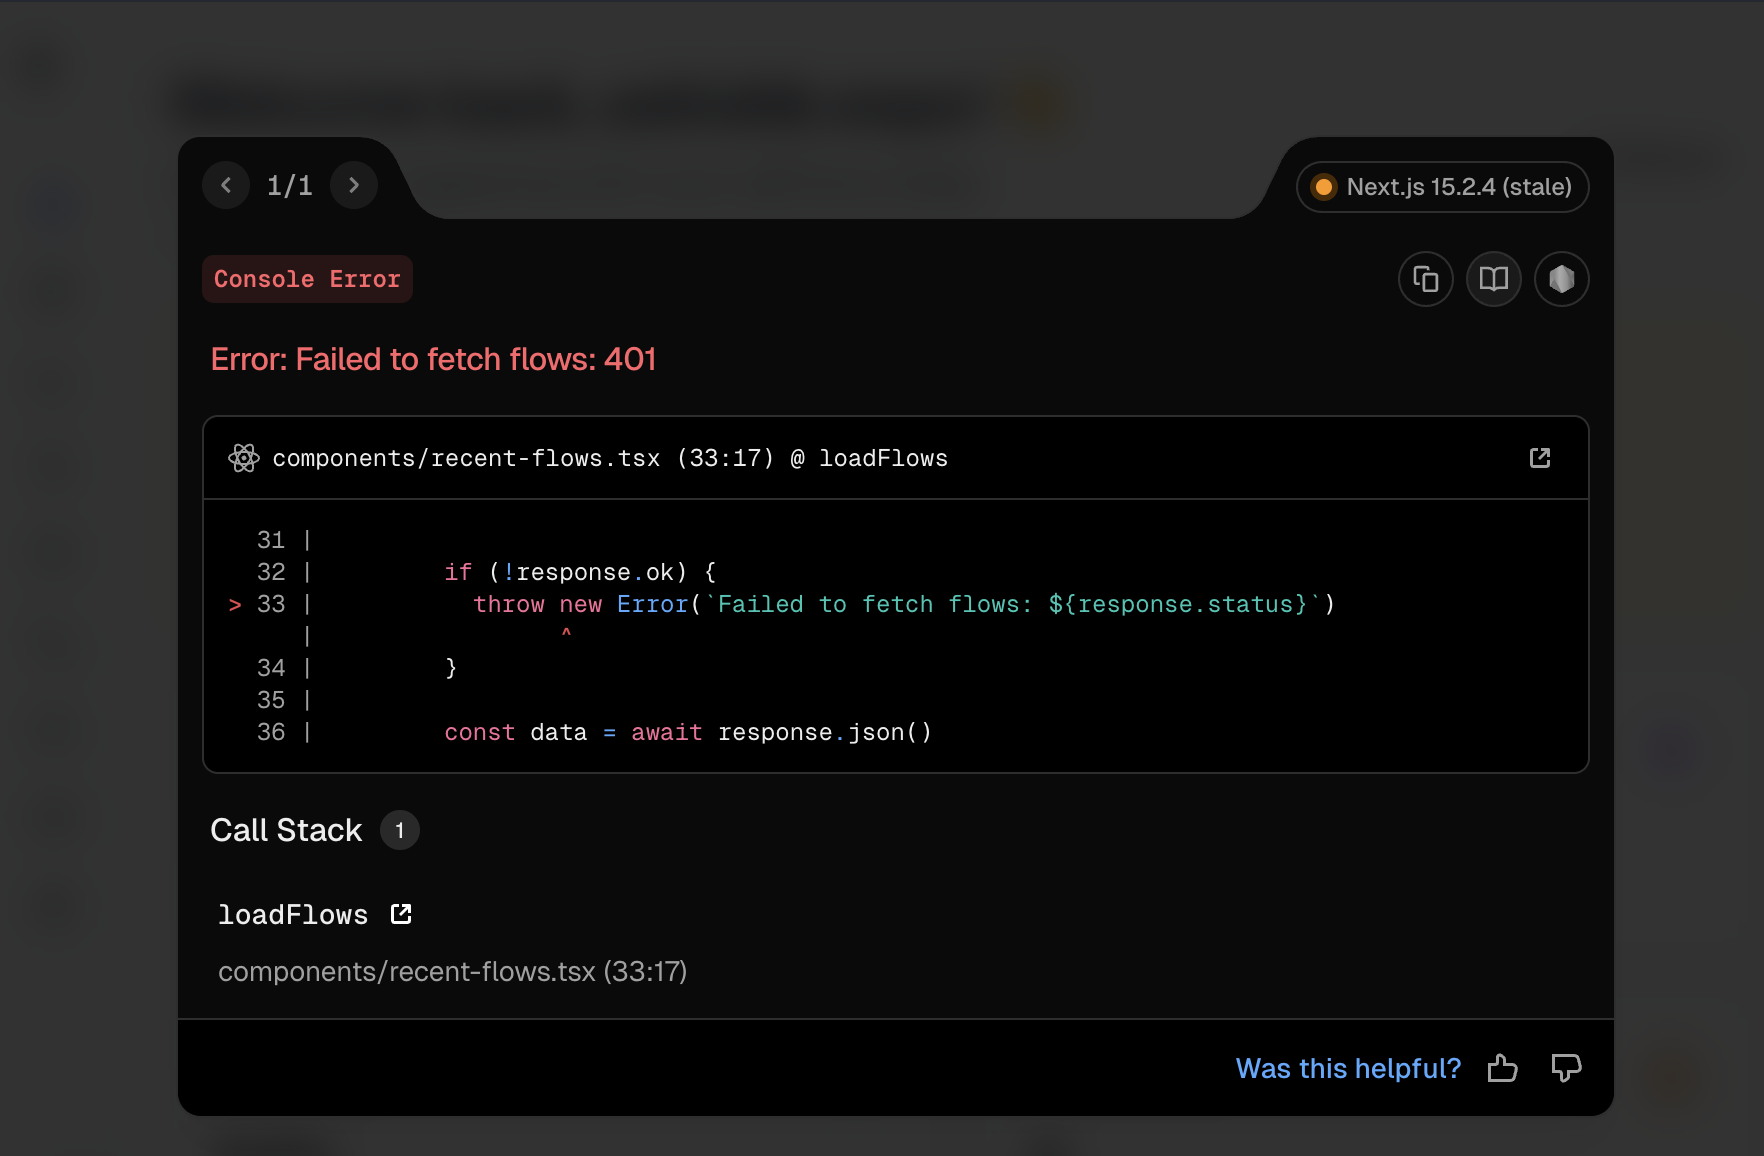 1/1
Next.js 15.2.4 (stale)
Console Error
Error: Failed to fetch flows: 401
components/recent-flows.tsx (33:17) @ loadFlows
31 |
32 |         if (!response.ok) {
> 33 |           throw new Error(`Failed to fetch flows: ${response.status}`)
|                 ^
34 |         }
35 |
36 |         const data = await response.json()
Call Stack 1
loadFlows
components/recent-flows.tsx (33:17)
Was this helpful?